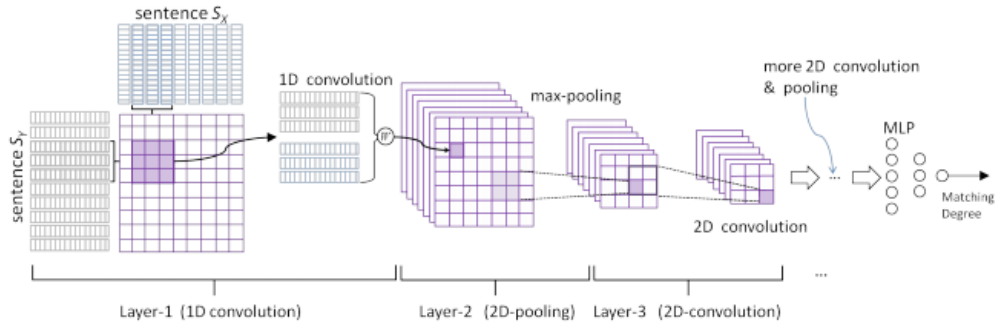 sentence S_X
sentence S_Y
1D convolution
w
max-pooling
2D convolution
more 2D convolution
& pooling
...
MLP
Matching
Degree
...
Layer-1 (1D convolution)
Layer-2 (2D-pooling)
Layer-3 (2D-convolution)